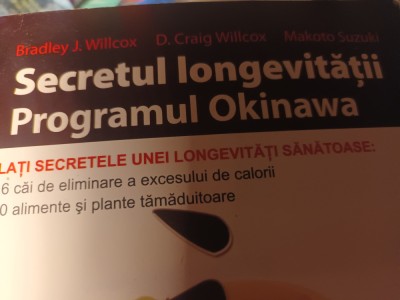 Bradley J. Willcox D. Craig Willcox Makoto Suzuki
Secretul longevității
Programul Okinawa
LAȚI SECRETELE UNEI LONGEVITĂȚI SĂNĂTOASE:
6 căi de eliminare a excesului de calorii
0 alimente și plante tămăduitoare